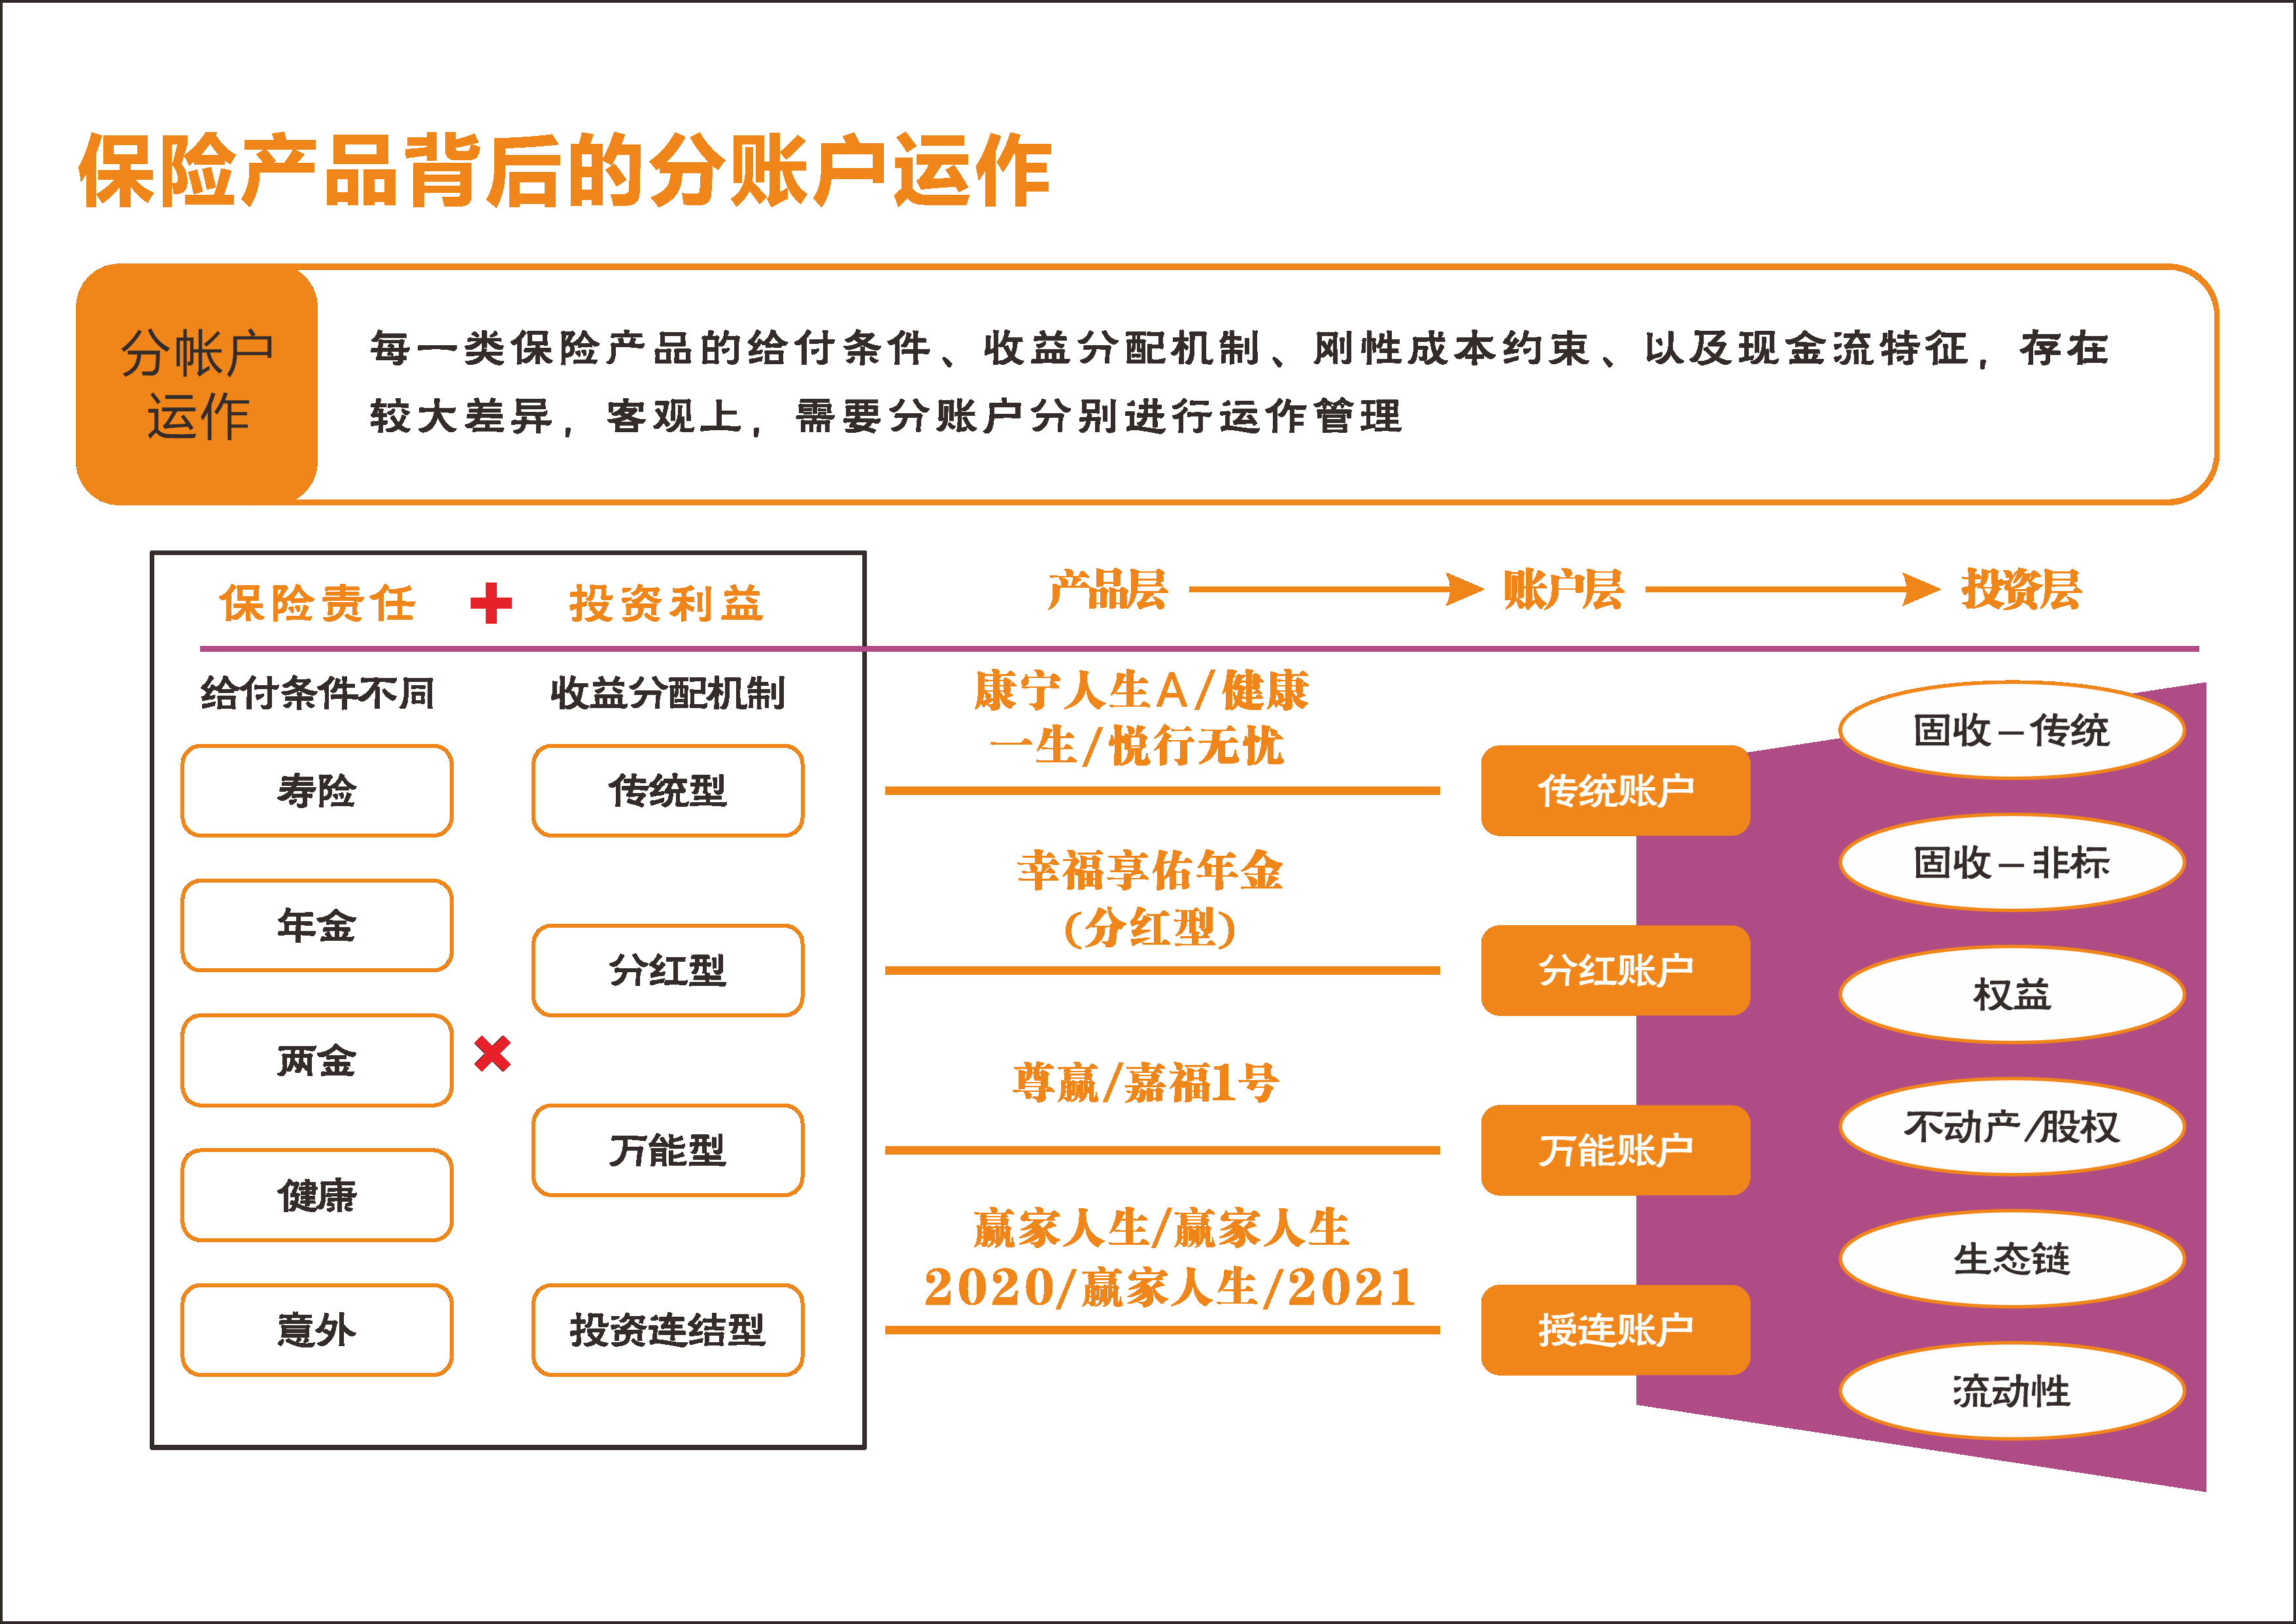 保险产品背后的分账户运作
分帐户
运作
每一类保险产品的给付条件、收益分配机制、刚性成本约束、以及现金流特征，存在
较大差异，客观上，需要分账户分别进行运作管理
保险责任
投资利益
产品层
账户层
投资层
给付条件不同
收益分配机制
寿险
年金
两金
健康
意外
传统型
分红型
万能型
投资连结型
康宁人生A/健康
一生/悦行无忧
幸福享佑年金
(分红型)
尊赢/嘉福1号
赢家人生/赢家人生
2020/赢家人生/2021
传统账户
分红账户
万能账户
授连账户
固收－传统
固收－非标
权益
不动产/股权
生态链
流动性